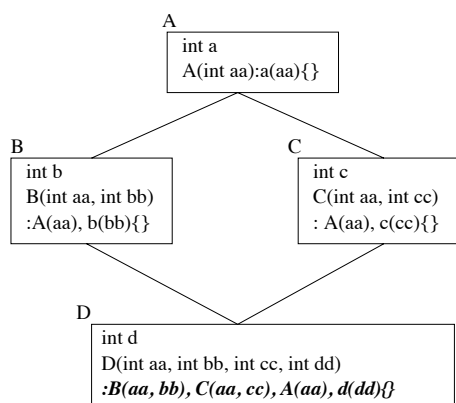 A
int a
A(int aa):a(aa){}
B
int b
B(int aa, int bb)
:A(aa), b(bb){}
C
int c
C(int aa, int cc)
: A(aa), c(cc){}
D
int d
D(int aa, int bb, int cc, int dd)
:B(aa, bb), C(aa, cc), A(aa), d(dd){}